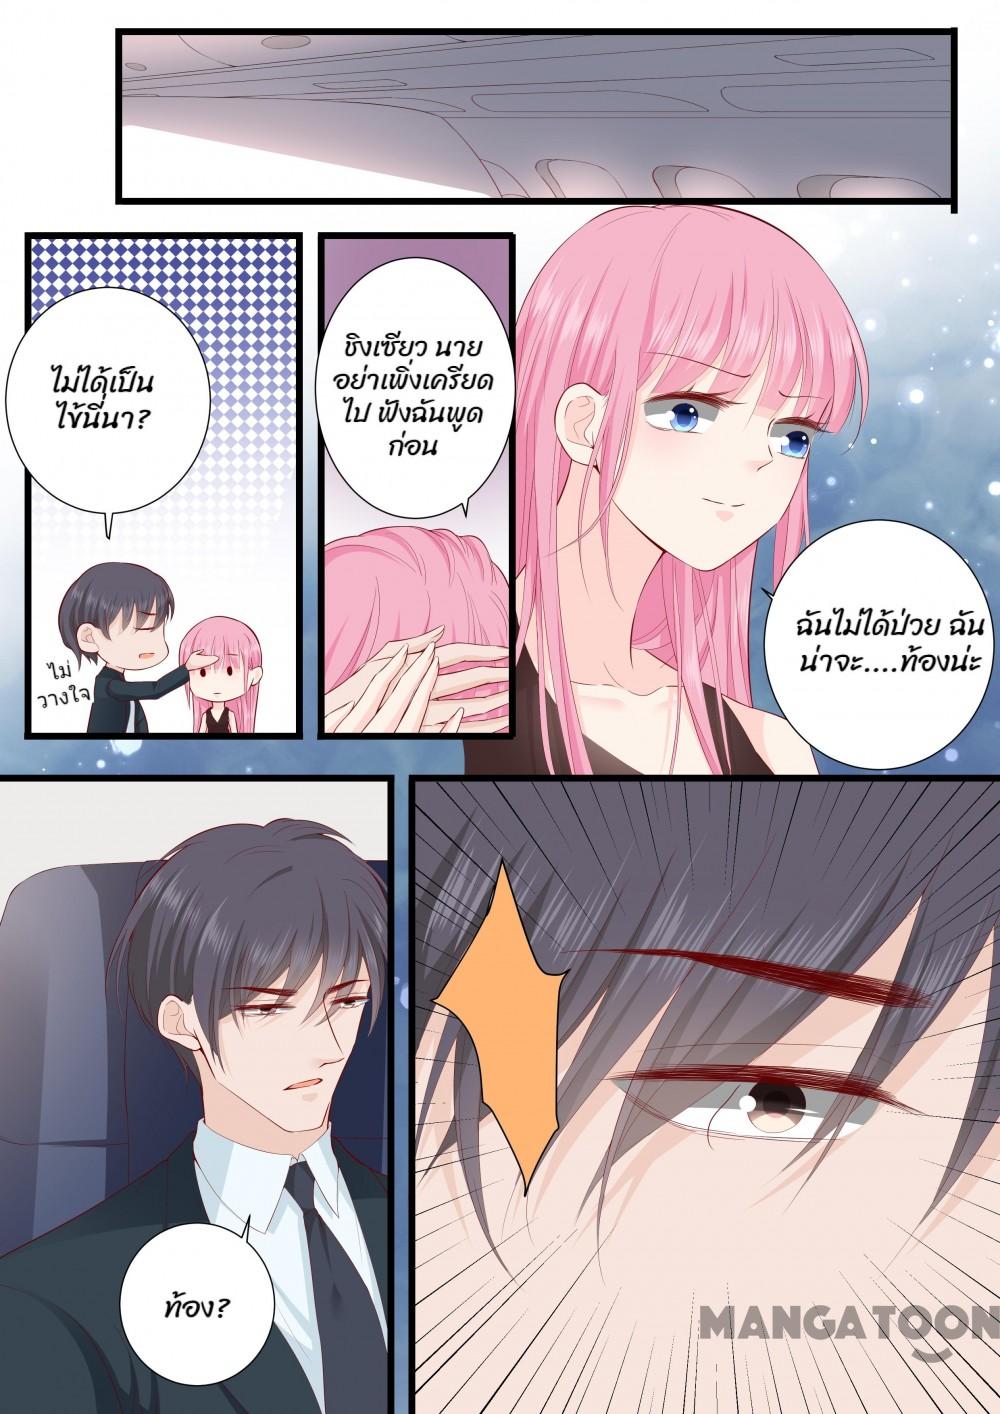 ไม่ได้เป็น
ไข้นี่นา?
ไม่
วางใจ
ชิงเซียว นาย
อย่าเพิ่งเครียด
ไป ฟังฉันพูด
ก่อน
ฉันไม่ได้ป่วย ฉัน
น่าจะ....ท้องน่ะ
ท้อง?
MANGATOON